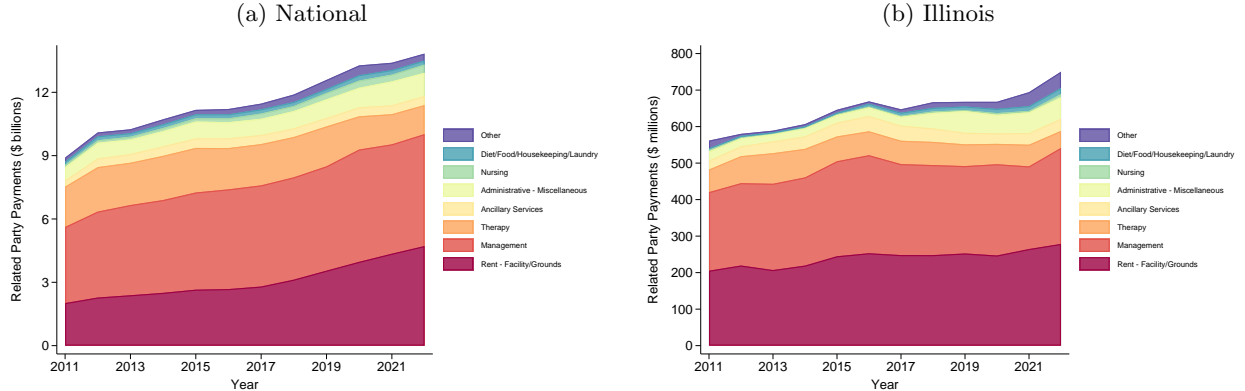 (a) National
Related Party Payments ($ billions)
12
9
6
3
0
2011 2013 2015 2017 2019 2021
Year
Other
Diet/Food/Housekeeping/Laundry
Nursing
Administrative - Miscellaneous
Ancillary Services
Therapy
Management
Rent - Facility/Grounds
(b) Illinois
Related Party Payments ($ millions)
800
700
600
500
400
300
200
100
0
2011 2013 2015 2017 2019 2021
Year
Other
Diet/Food/Housekeeping/Laundry
Nursing
Administrative - Miscellaneous
Ancillary Services
Therapy
Management
Rent - Facility/Grounds